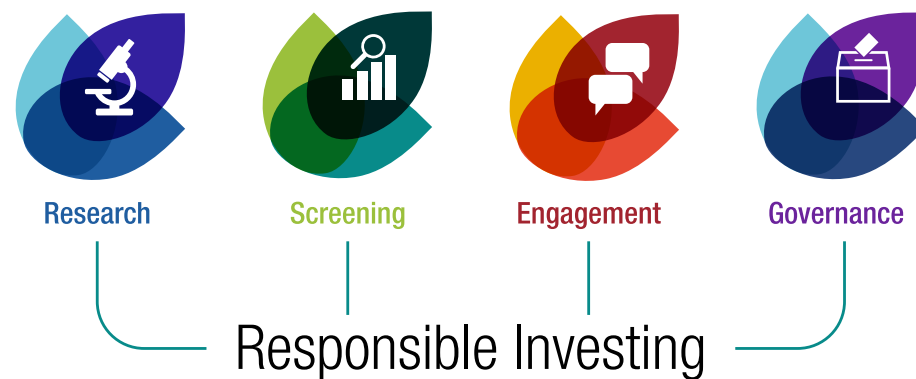 Research
Screening
Engagement
Governance
Responsible Investing